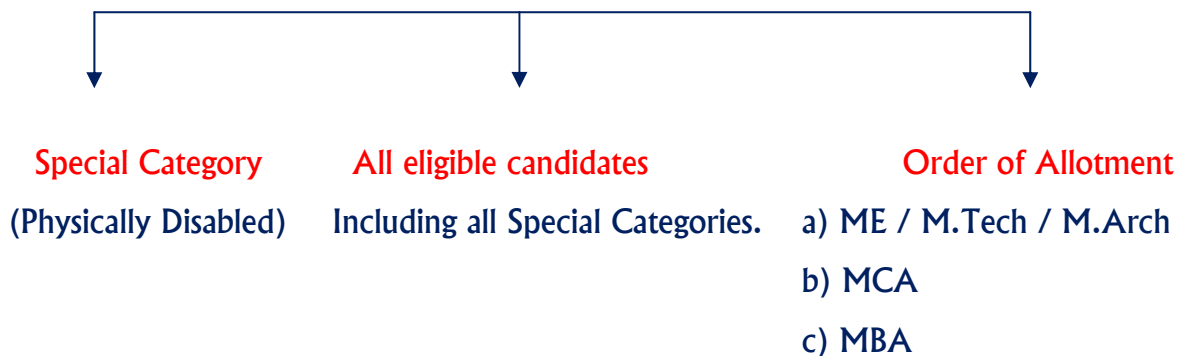 Special Category
(Physically Disabled)
All eligible candidates
Including all Special Categories.
Order of Allotment
a) ME / M.Tech / M.Arch
b) MCA
c) MBA